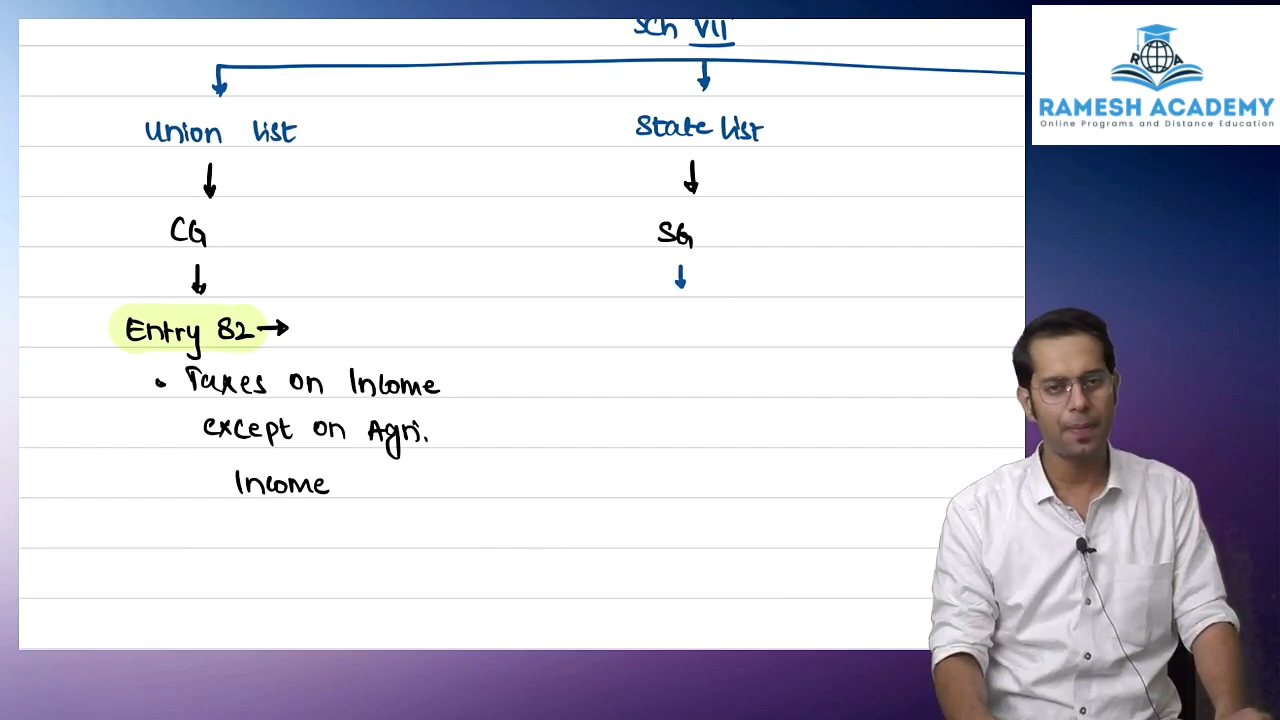 Sch VII
Union list
State list
CG
SG
Entry 82
• Taxes on Income
except on Agri.
Income
R A
RAMESH ACADEMY
Online Programs and Distance Education